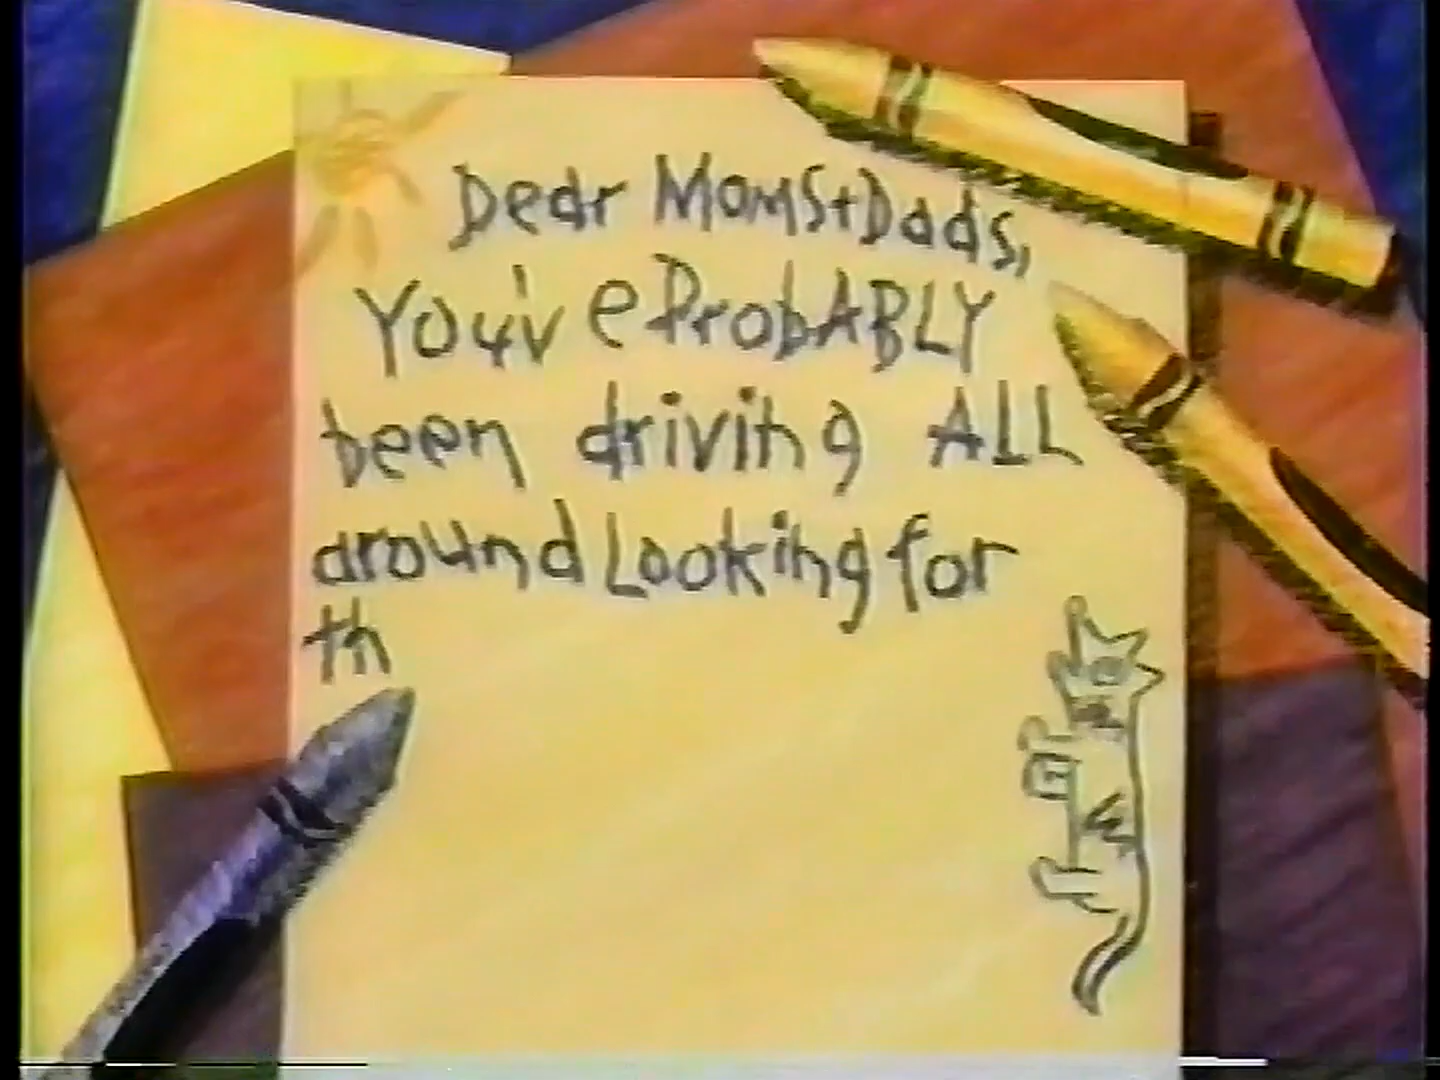 Dear Moms+Dads,
You've ProbABLY
been driving ALL
around Looking for
th